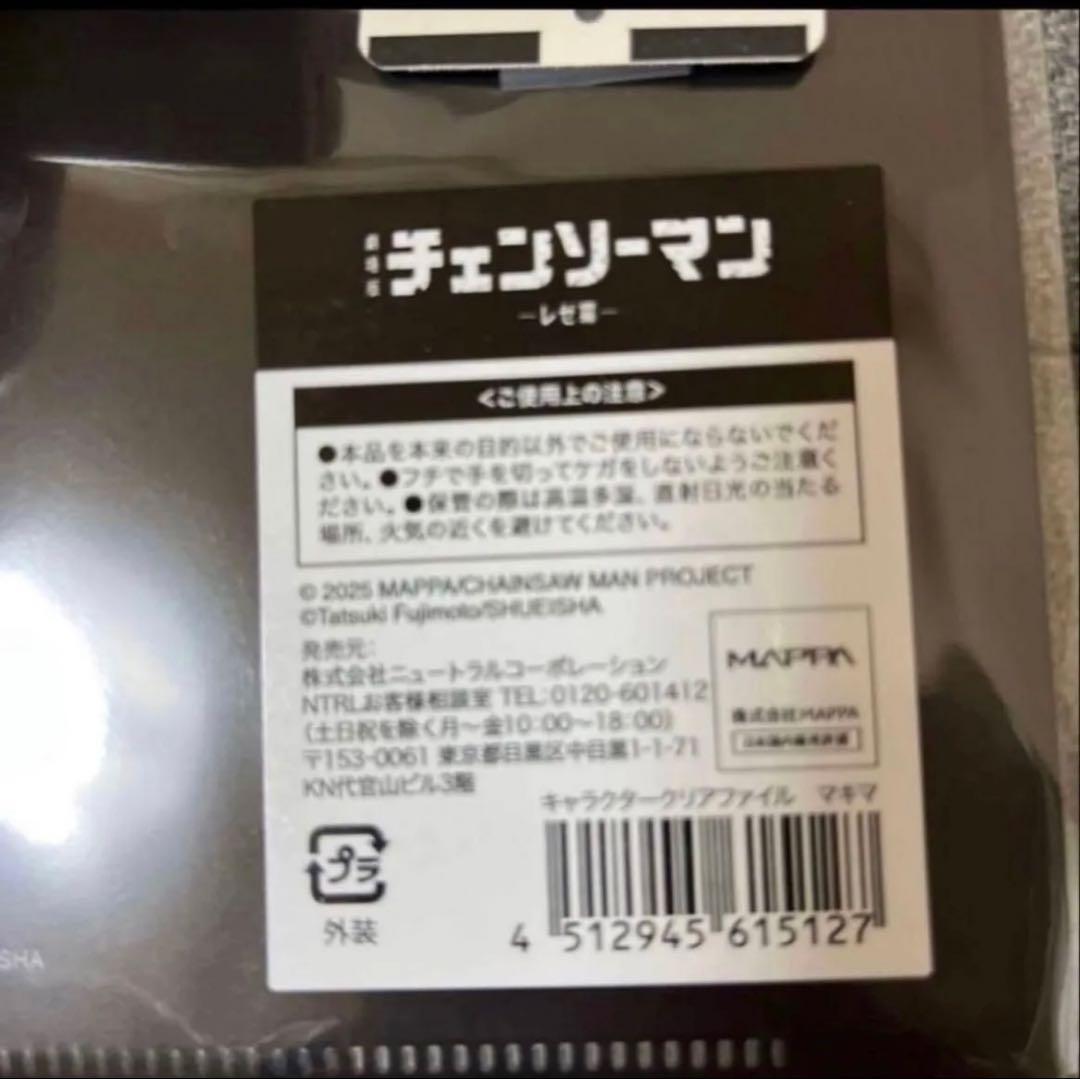 劇場版
チェンソーマン
―レゼ篇―
<ご使用上の注意>
●本品を本来の目的以外でご使用にならないでくだ
さい。●フチで手を切ってケガをしないようご注意く
ださい。●保管の際は高温多湿、直射日光の当たる
場所、火気の近くを避けてください。
© 2025 MAPPA/CHAINSAW MAN PROJECT
©Tatsuki Fujimoto/SHUEISHA
発売元:
株式会社ニュートラルコーポレーション
NTRLお客様相談室 TEL:0120-601412
(土日祝を除く月〜金10:00〜18:00)
〒153-0061 東京都目黒区中目黒1-1-71
KN代官山ビル3階
MAPPA
株式会社MAPPA
日本国内販売許諾
キャラクタークリアファイル マキマ
プラ
外装
4 512945 615127
SHA